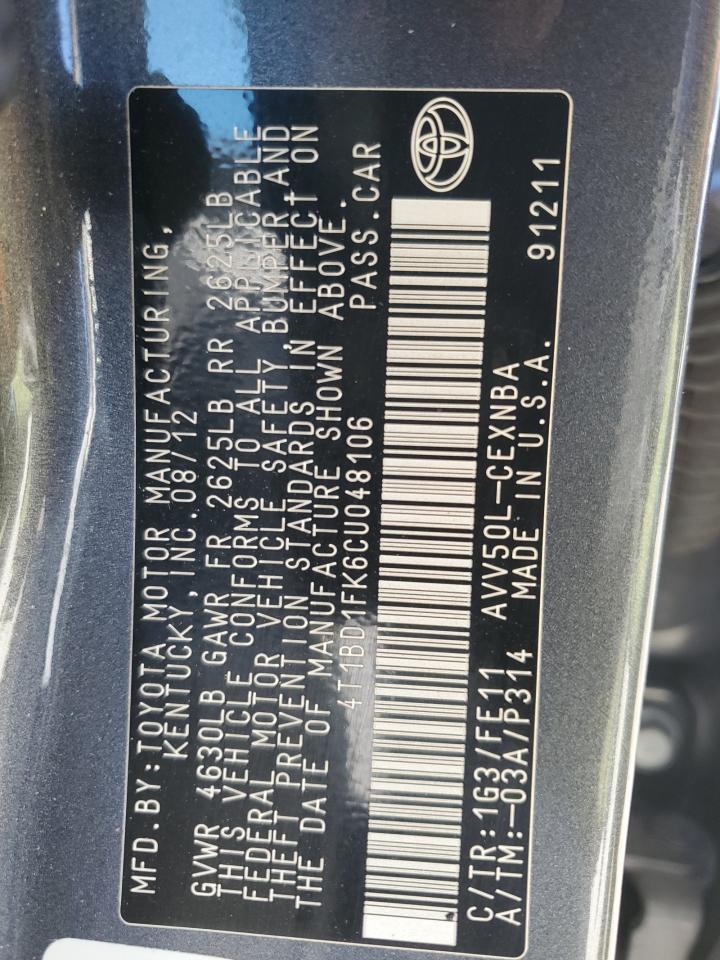 MFD.BY:TOYOTA MOTOR MANUFACTURING,
KENTUCKY,INC.08/12
GVWR 4630LB GAWR FR 2625LB RR 2625LB
THIS VEHICLE CONFORMS TO ALL APPLICABLE
FEDERAL MOTOR VEHICLE SAFETY, BUMPER AND
THEFT PREVENTION STANDARDS IN EFFECT ON
THE DATE OF MANUFACTURE SHOWN ABOVE.
4T1BD1FK6CU048106 PASS.CAR
C/TR:1G3/FE11 AVV50L-CEXNBA
A/TM:-03A/P314 MADE IN U.S.A. 91211